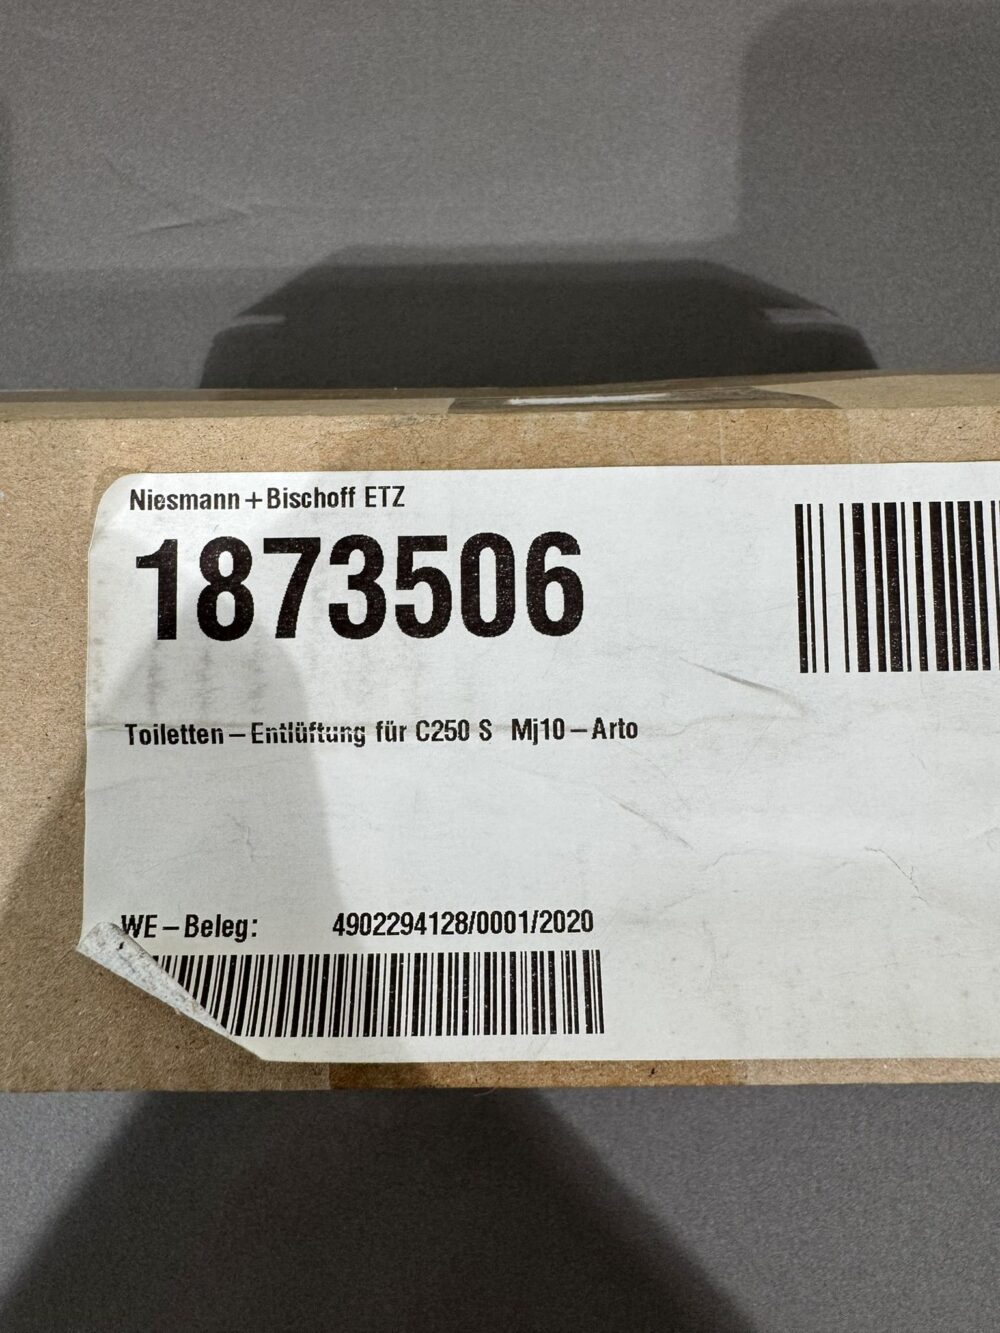 Niesmann+Bischoff ETZ
1873506
Toiletten-Entlüftung für C250 S Mj10-Arto
WE-Beleg: 4902294128/0001/2020